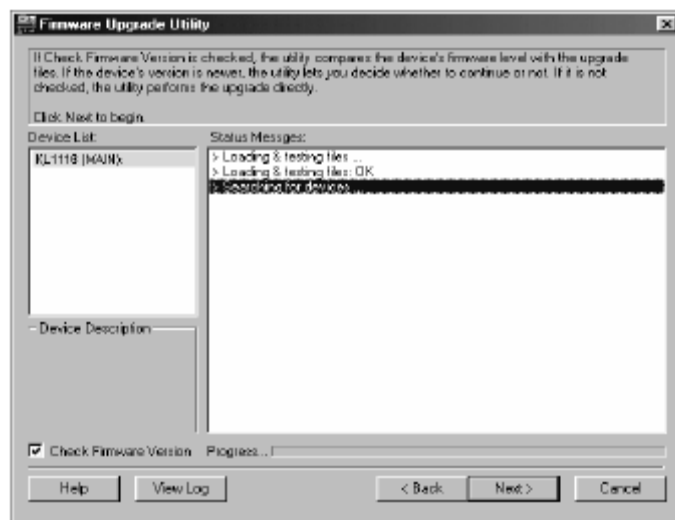 Firmware Upgrade Utility
If Check Firmware Version is checked, the utility compares the device's firmware level with the upgrade
files. If the device's version is newer, the utility lets you decide whether to continue or not. If it is not
checked, the utility performs the upgrade directly.
Click Next to begin.
Device List:
Status Messges:
KL1116 (MAIN):
> Loading & testing files ...
> Loading & testing files: OK
> Searching for devices ...
Device Description
Check Firmware Version
Progress...
Help
View Log
< Back
Next >
Cancel